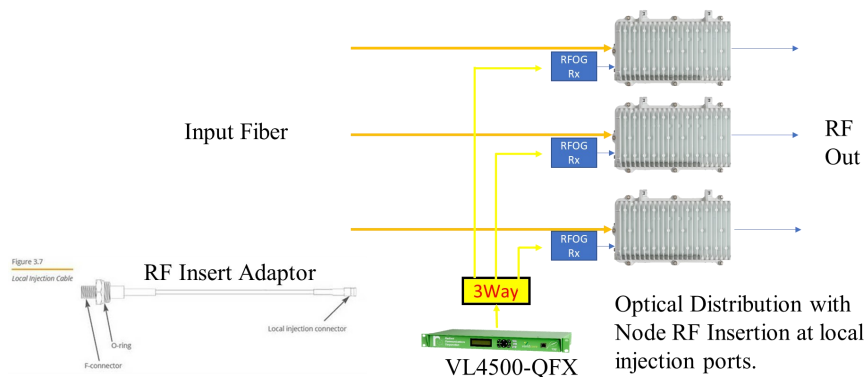 RFOG
Rx
Input Fiber
RFOG
Rx
RF
Out
RFOG
Rx
Figure 3.7
Local Injection Cable
RF Insert Adaptor
Local injection connector
O-ring
F-connector
3Way
VL4500-QFX
Optical Distribution with
Node RF Insertion at local
injection ports.